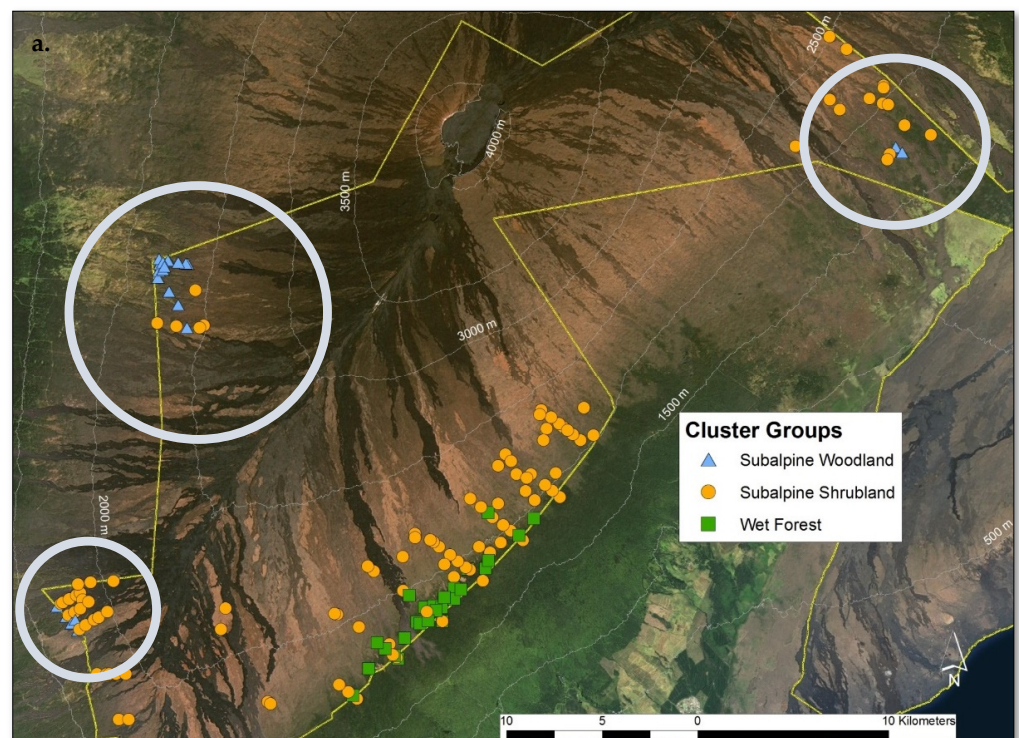 a.
2500 m
4000 m
3500 m
3000 m
1500 m
Cluster Groups
Subalpine Woodland
Subalpine Shrubland
Wet Forest
2000 m
500 m
N
10 5 0 10 Kilometers